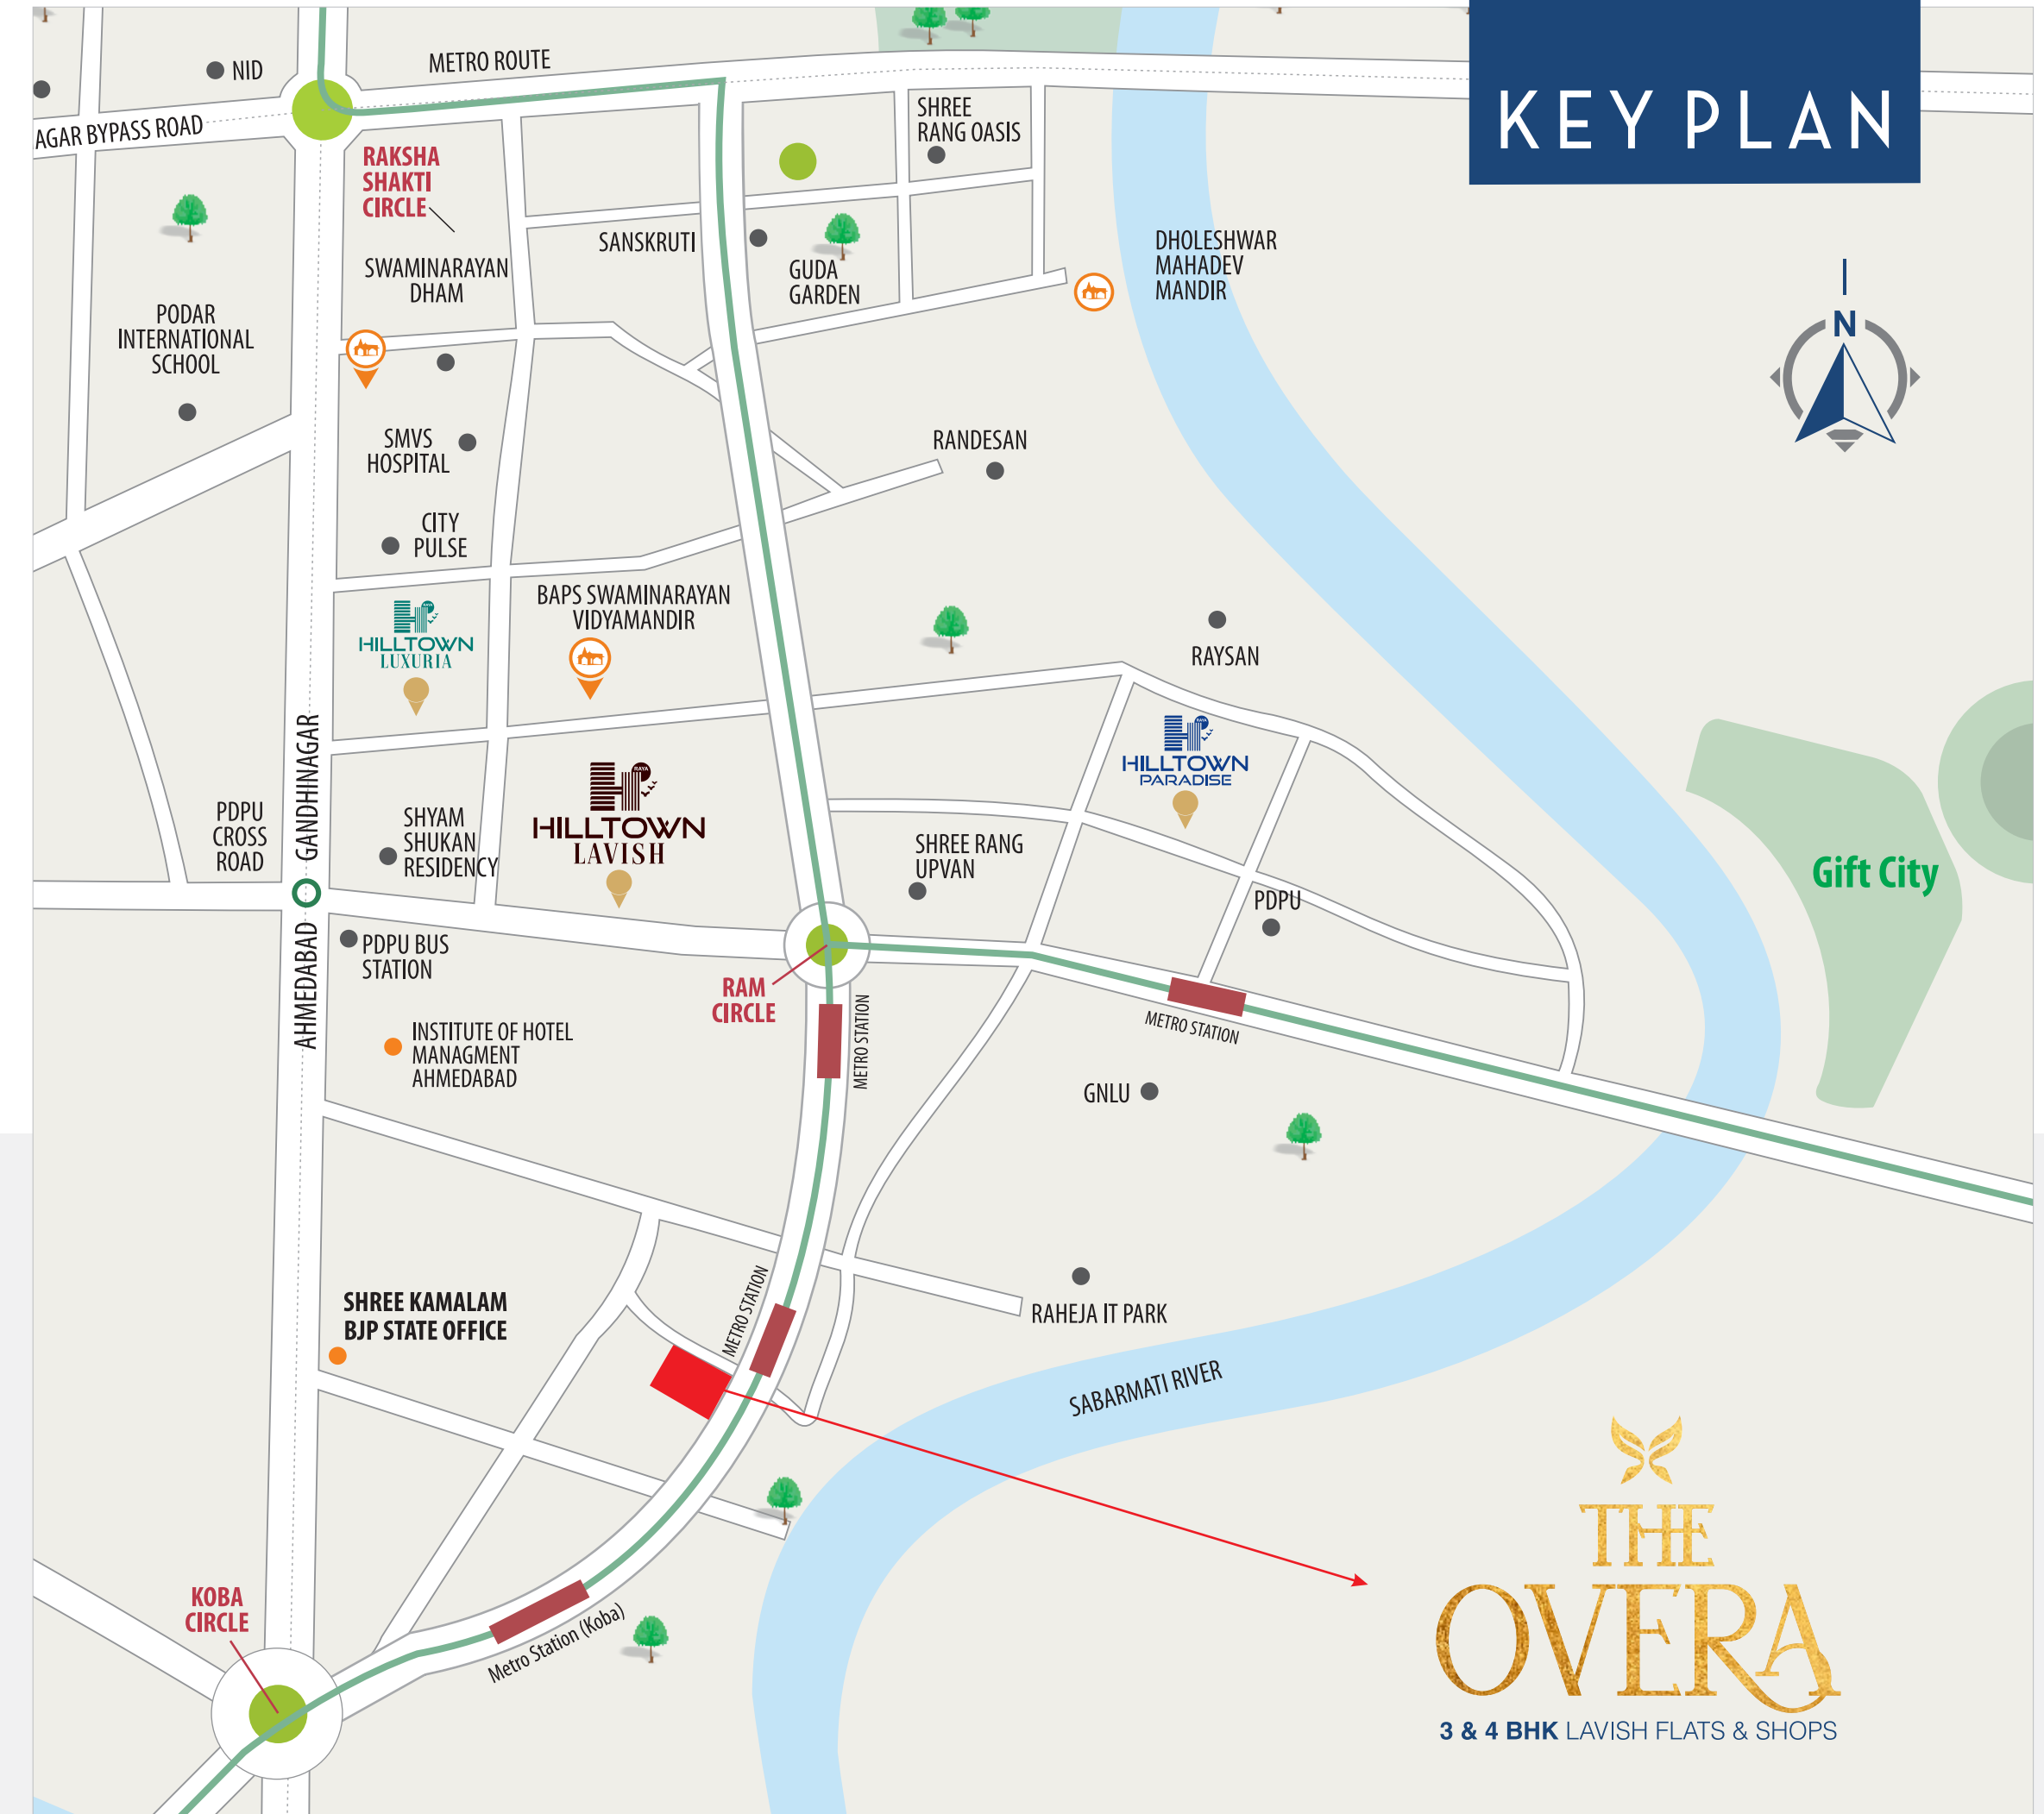 KEY PLAN
NID
METRO ROUTE
AGAR BYPASS ROAD
SHREE
RANG OASIS
RAKSHA
SHAKTI
CIRCLE
SWAMINARAYAN
DHAM
SANSKRUTI
GUDA
GARDEN
DHOLESHWAR
MAHADEV
MANDIR
N
PODAR
INTERNATIONAL
SCHOOL
SMVS
HOSPITAL
RANDESAN
CITY
PULSE
BAPS SWAMINARAYAN
VIDYAMANDIR
HILLTOWN
LUXURIA
RAYSAN
RAYA
HILLTOWN
LAVISH
HILLTOWN
PARADISE
GANDHINAGAR
AHMEDABAD
PDPU
CROSS
ROAD
SHYAM
SHUKAN
RESIDENCY
SHREE RANG
UPVAN
PDPU
Gift City
PDPU BUS
STATION
RAM
CIRCLE
METRO STATION
METRO STATION
INSTITUTE OF HOTEL
MANAGMENT
AHMEDABAD
GNLU
SHREE KAMALAM
BJP STATE OFFICE
METRO STATION
RAHEJA IT PARK
SABARMATI RIVER
KOBA
CIRCLE
Metro Station (Koba)
THE
OVERA
3 & 4 BHK LAVISH FLATS & SHOPS